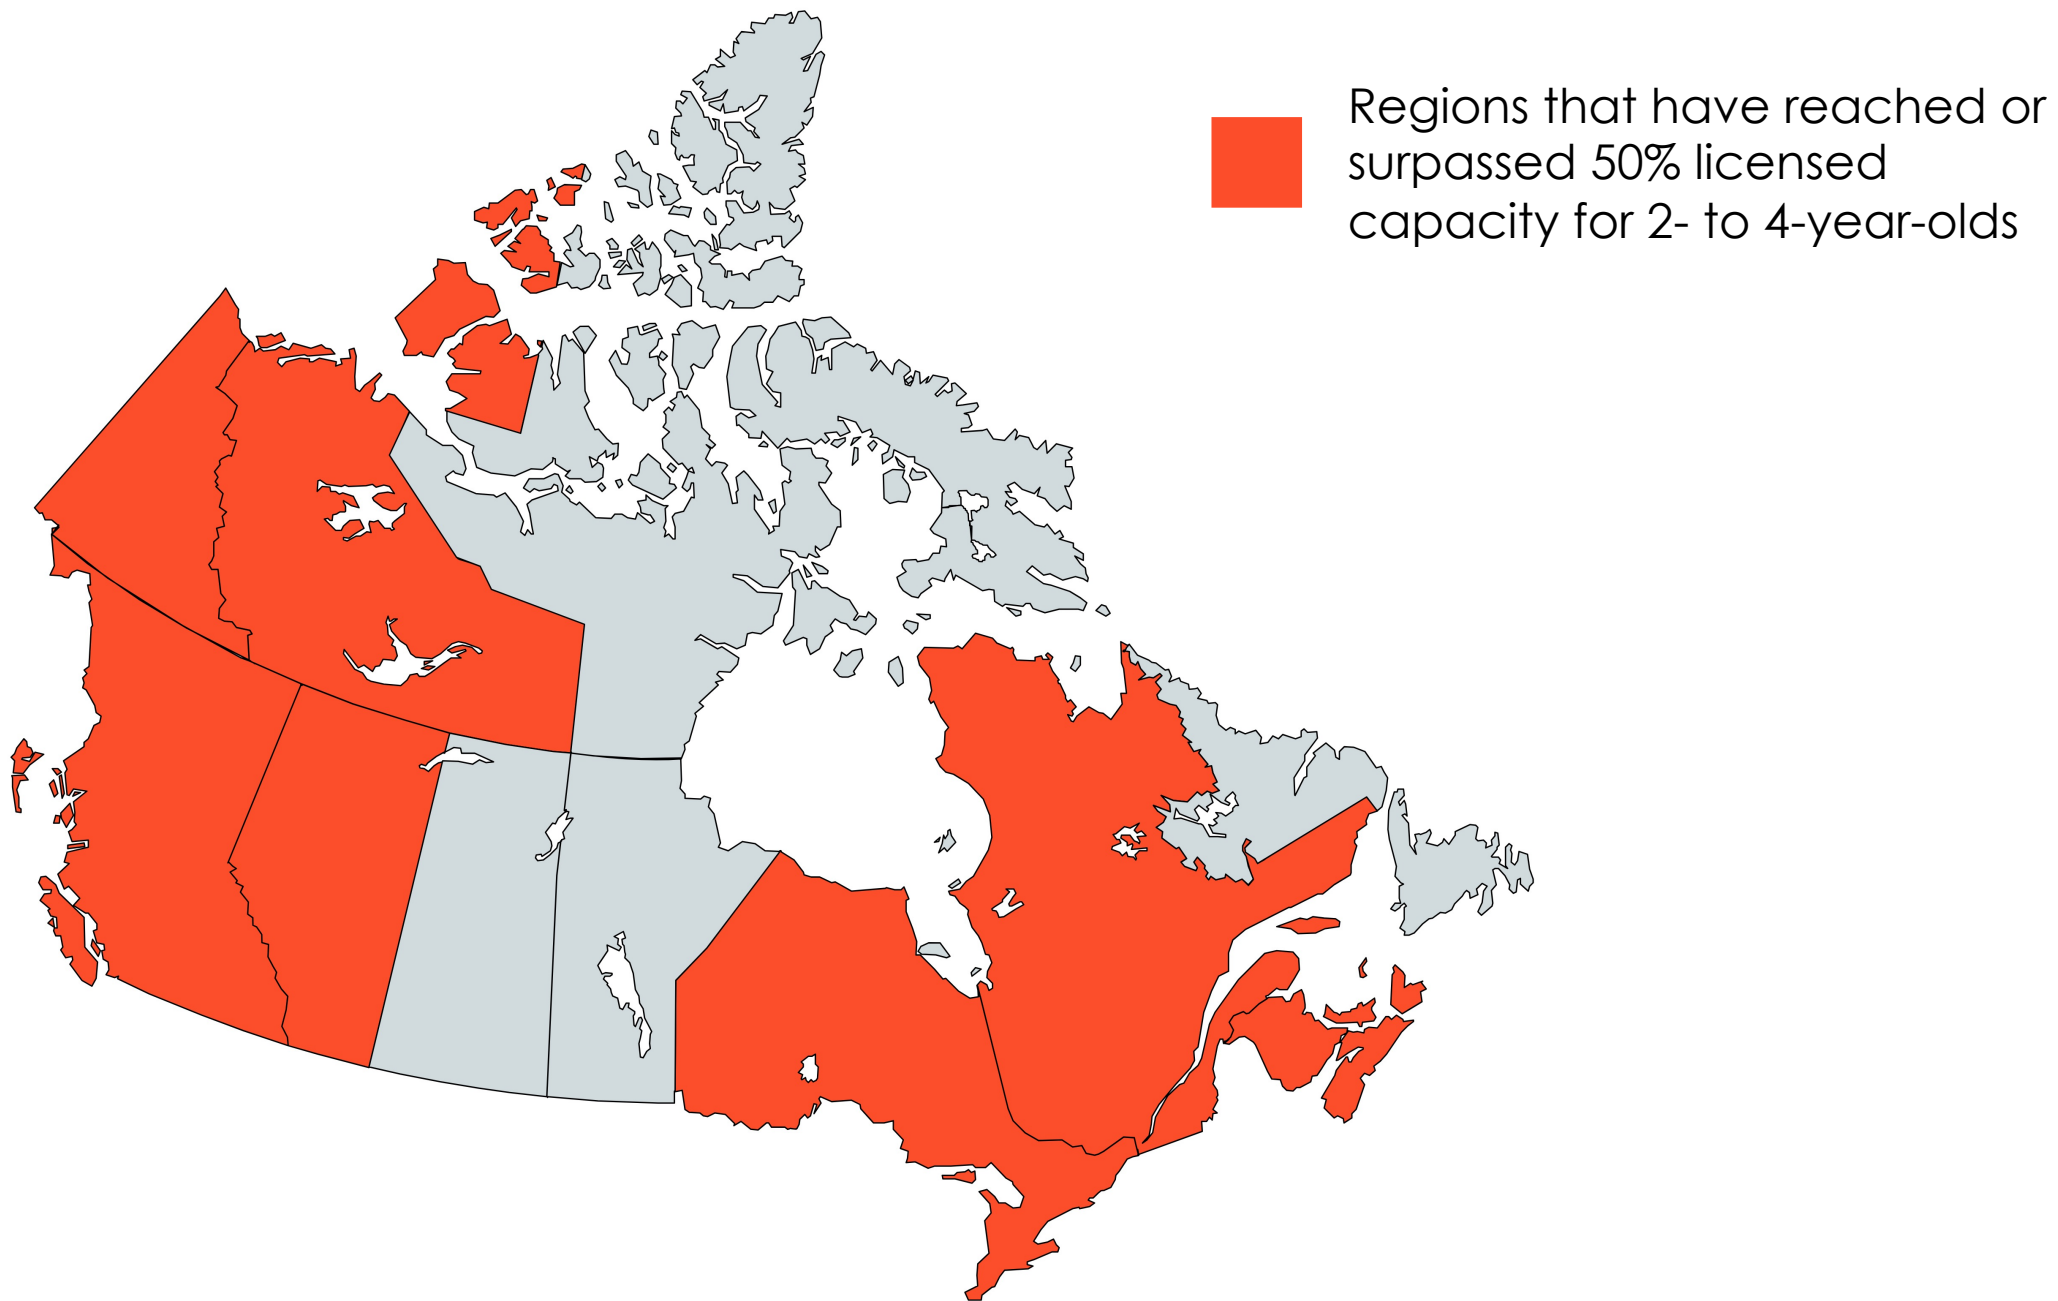 Regions that have reached or
surpassed 50% licensed
capacity for 2- to 4-year-olds